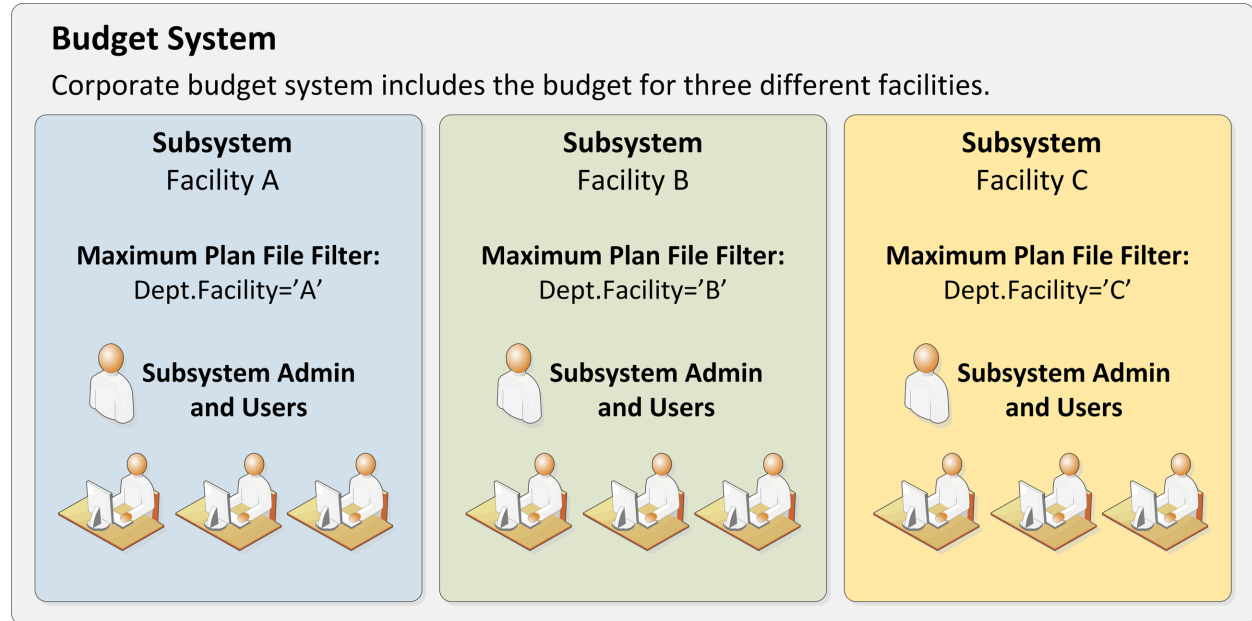 Budget System
Corporate budget system includes the budget for three different facilities.
Subsystem
Facility A
Maximum Plan File Filter:
Dept.Facility=’A’
Subsystem Admin
and Users
Subsystem
Facility B
Maximum Plan File Filter:
Dept.Facility=’B’
Subsystem Admin
and Users
Subsystem
Facility C
Maximum Plan File Filter:
Dept.Facility=’C’
Subsystem Admin
and Users